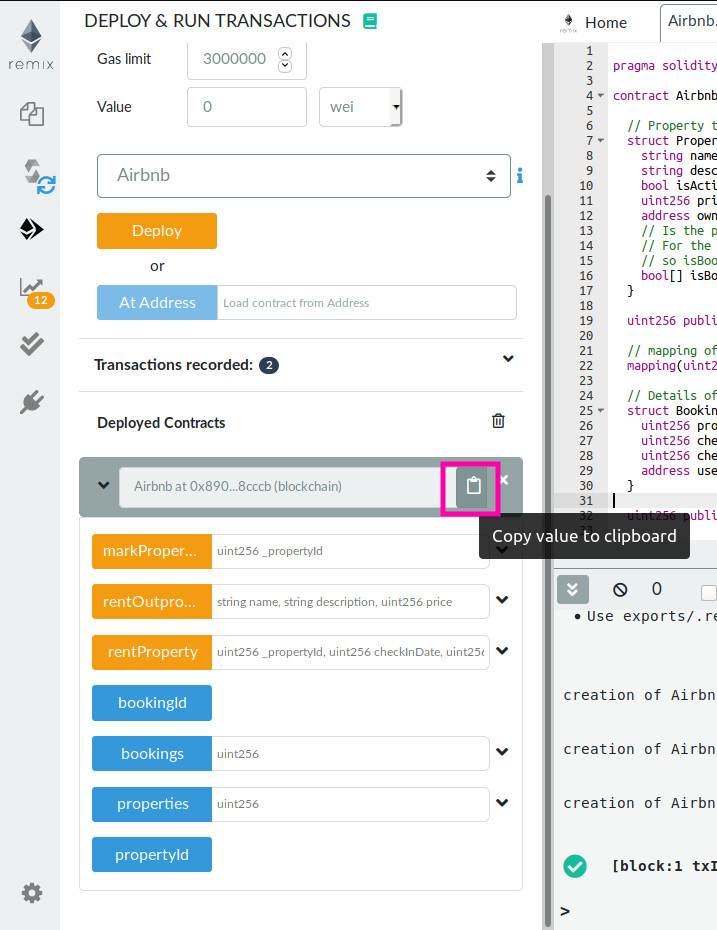 remix
DEPLOY & RUN TRANSACTIONS
Gas limit
3000000
Value
0
wei
Airbnb
Deploy
or
At Address
Load contract from Address
12
Transactions recorded: 2
Deployed Contracts
Airbnb at 0x890...8cccb (blockchain)
Copy value to clipboard
markProper...
uint256 _propertyId
rentOutpro...
string name, string description, uint256 price
rentProperty
uint256 _propertyId, uint256 checkInDate, uint256
bookingId
bookings
uint256
properties
uint256
propertyId
remix
Home
Airbnb.
1
2 pragma solidity
3
4 contract Airbnb
5
6 // Property t
7 struct Proper
8 string name
9 string desc
10 bool isActi
11 uint256 pri
12 address own
13 // Is the p
14 // For the
15 // so isBoo
16 bool[] isBo
17 }
18
19 uint256 publi
20
21 // mapping of
22 mapping(uint2
23
24 // Details of
25 struct Bookin
26 uint256 pro
27 uint256 che
28 uint256 che
29 address use
30 }
31
32 uint256 publi
33
0
• Use exports/.re
creation of Airbn
creation of Airbn
creation of Airbn
[block:1 txI
>